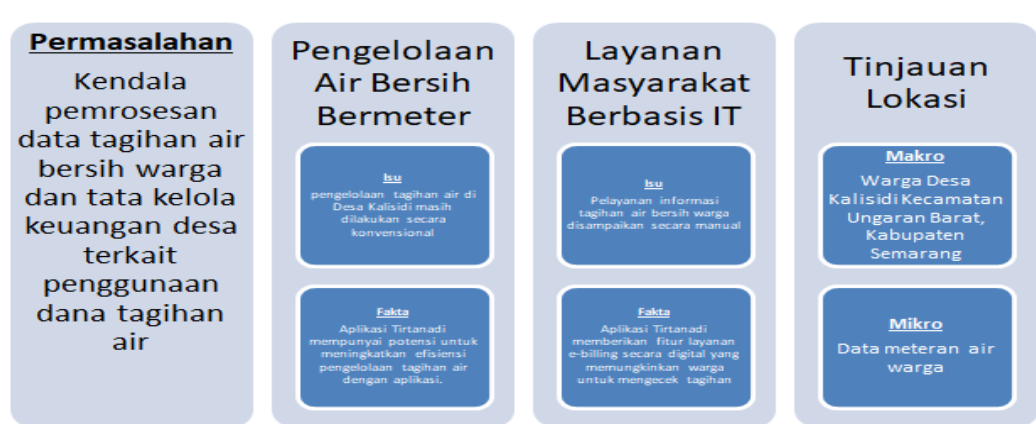 Permasalahan
Kendala
pemrosesan
data tagihan air
bersih warga
dan tata kelola
keuangan desa
terkait
penggunaan
dana tagihan
air
Pengelolaan
Air Bersih
Bermeter
Isu
pengelolaan tagihan air di
Desa Kalisidi masih
dilakukan secara
konvensional
Fakta
Aplikasi Tirtanadi
mempunyai potensi untuk
meningkatkan efisiensi
pengelolaan tagihan air
dengan aplikasi.
Layanan
Masyarakat
Berbasis IT
Isu
Pelayanan informasi
tagihan air bersih warga
disampaikan secara manual
Fakta
Aplikasi Tirtanadi
memberikan fitur layanan
e-billing secara digital yang
memungkinkan warga
untuk mengecek tagihan
Tinjauan
Lokasi
Makro
Warga Desa
Kalisidi Kecamatan
Ungaran Barat,
Kabupaten
Semarang
Mikro
Data meteran air
warga